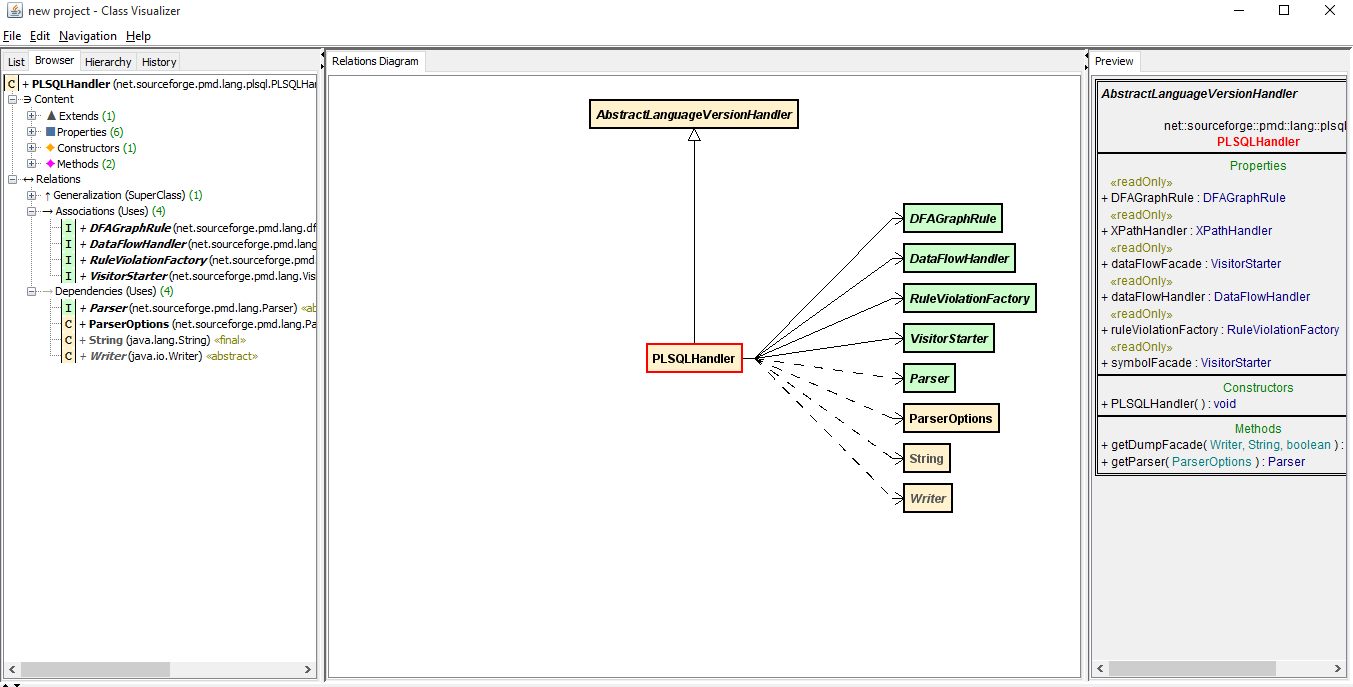 new project - Class Visualizer
File Edit Navigation Help
List Browser Hierarchy History
C + PLSQLHandler (net.sourceforge.pmd.lang.plsql.PLSQLHan
Content
Extends (1)
Properties (6)
Constructors (1)
Methods (2)
Relations
Generalization (SuperClass) (1)
Associations (Uses) (4)
I + DFAGraphRule (net.sourceforge.pmd.lang.df
I + DataFlowHandler (net.sourceforge.pmd.lang
I + RuleViolationFactory (net.sourceforge.pmd
I + VisitorStarter (net.sourceforge.pmd.lang.Vis
Dependencies (Uses) (4)
I + Parser (net.sourceforge.pmd.lang.Parser) «ab
C + ParserOptions (net.sourceforge.pmd.lang.Pa
C + String (java.lang.String) «final»
C + Writer (java.io.Writer) «abstract»
Relations Diagram
AbstractLanguageVersionHandler
DFAGraphRule
DataFlowHandler
RuleViolationFactory
VisitorStarter
PLSQLHandler
Parser
ParserOptions
String
Writer
Preview
AbstractLanguageVersionHandler
net::sourceforge::pmd::lang::plsql
PLSQLHandler
Properties
«readOnly»
+ DFAGraphRule : DFAGraphRule
«readOnly»
+ XPathHandler : XPathHandler
«readOnly»
+ dataFlowFacade : VisitorStarter
«readOnly»
+ dataFlowHandler : DataFlowHandler
«readOnly»
+ ruleViolationFactory : RuleViolationFactory
«readOnly»
+ symbolFacade : VisitorStarter
Constructors
+ PLSQLHandler( ) : void
Methods
+ getDumpFacade( Writer, String, boolean ) :
+ getParser( ParserOptions ) : Parser